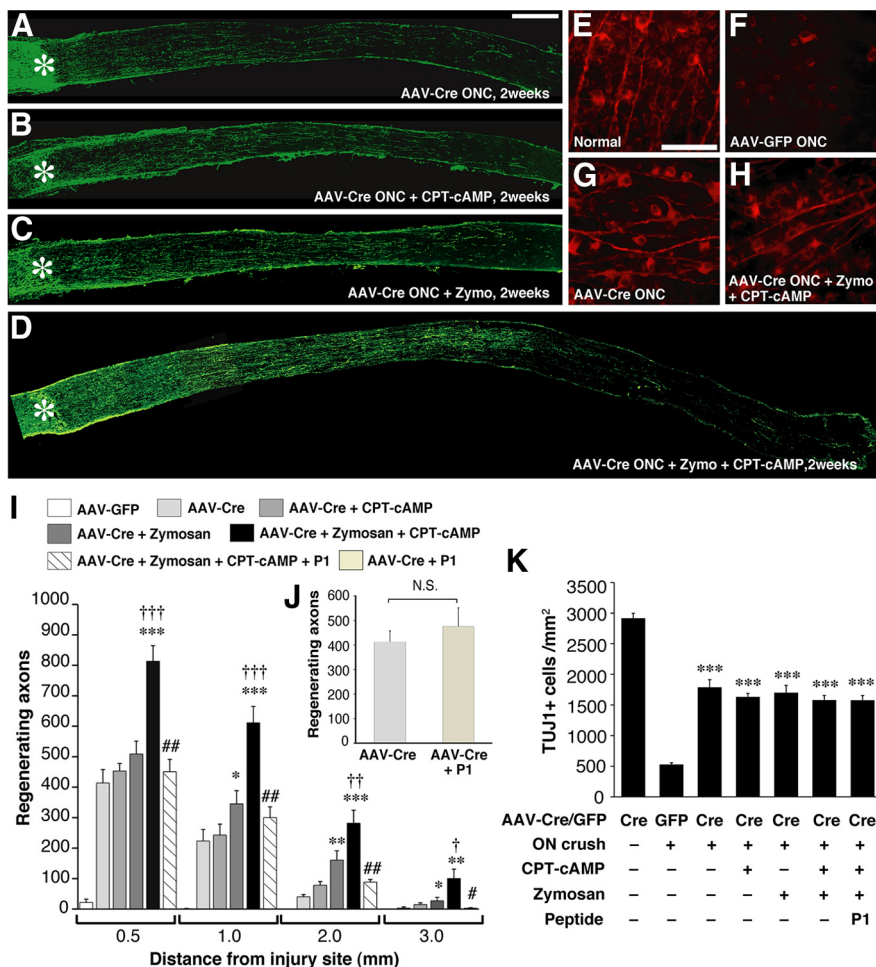 A
*
AAV-Cre ONC, 2weeks
B
*
AAV-Cre ONC + CPT-cAMP, 2weeks
C
*
AAV-Cre ONC + Zymo, 2weeks
D
*
AAV-Cre ONC + Zymo + CPT-cAMP,2weeks
E
Normal
F
AAV-GFP ONC
G
AAV-Cre ONC
H
AAV-Cre ONC + Zymo
+ CPT-cAMP
I
AAV-GFP
AAV-Cre
AAV-Cre + CPT-cAMP
AAV-Cre + Zymosan
AAV-Cre + Zymosan + CPT-cAMP
AAV-Cre + Zymosan + CPT-cAMP + P1
AAV-Cre + P1
Regenerating axons
1000
900
800
700
600
500
400
300
200
100
0
†††
***
##
†††
***
*
##
††
***
**
##
†
**
*
#
0.5
1.0
2.0
3.0
Distance from injury site (mm)
J
N.S.
Regenerating axons
600
500
400
300
200
100
0
AAV-Cre
AAV-Cre
+ P1
K
TUJ1+ cells /mm²
3500
3000
2500
2000
1500
1000
500
0
*** *** *** *** ***
AAV-Cre/GFP Cre GFP Cre Cre Cre Cre Cre
ON crush – + + + + + +
CPT-cAMP – – – + – + +
Zymosan – – – – + + +
Peptide – – – – – – P1